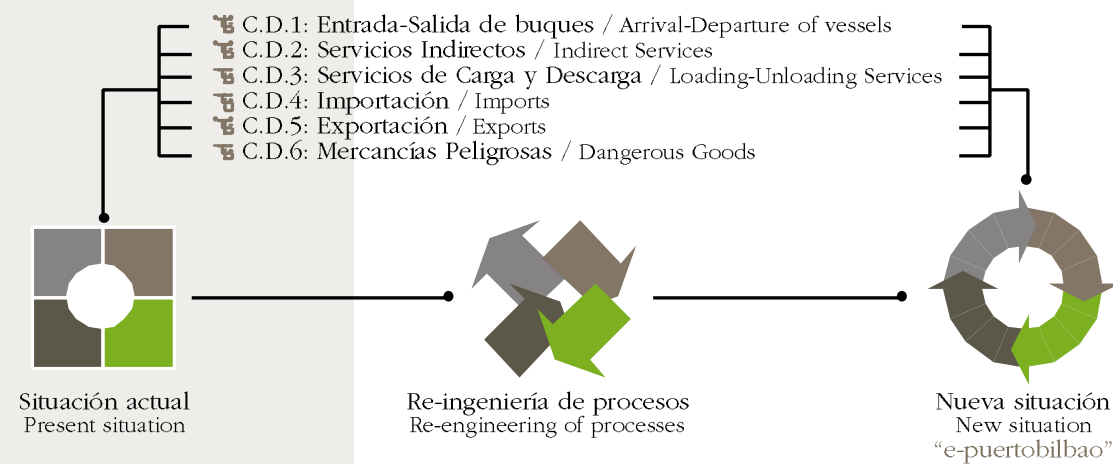 C.D.1: Entrada-Salida de buques / Arrival-Departure of vessels
C.D.2: Servicios Indirectos / Indirect Services
C.D.3: Servicios de Carga y Descarga / Loading-Unloading Services
C.D.4: Importación / Imports
C.D.5: Exportación / Exports
C.D.6: Mercancías Peligrosas / Dangerous Goods
Situación actual
Present situation
Re-ingeniería de procesos
Re-engineering of processes
Nueva situación
New situation
“e-puertobilbao”